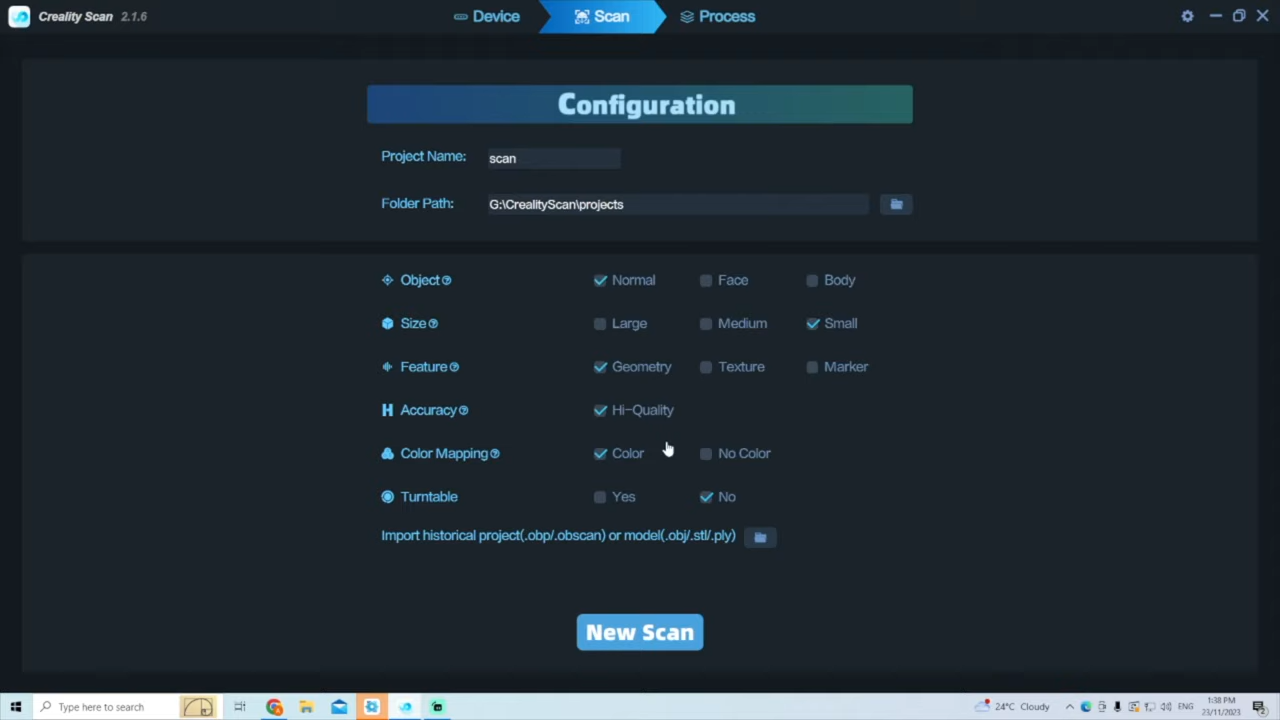 Creality Scan 2.1.6
Device
Scan
Process
Configuration
Project Name: scan
Folder Path: G:\CrealityScan\projects
Object Normal Face Body
Size Large Medium Small
Feature Geometry Texture Marker
Accuracy Hi-Quality
Color Mapping Color No Color
Turntable Yes No
Import historical project(.obp/.obscan) or model(.obj/.stl/.ply)
New Scan
Type here to search
24°C Cloudy
ENG
1:38 PM
23/11/2023